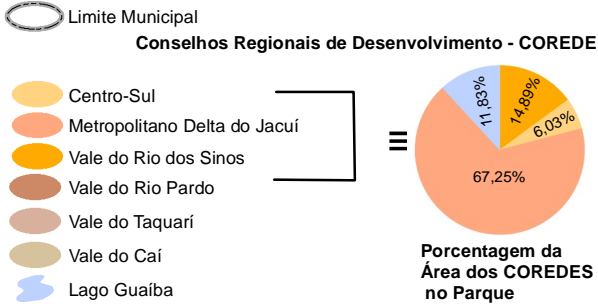 Limite Municipal
Conselhos Regionais de Desenvolvimento - COREDE
Centro-Sul
Metropolitano Delta do Jacuí
Vale do Rio dos Sinos
Vale do Rio Pardo
Vale do Taquarí
Vale do Caí
Lago Guaíba
11,83%
14,89%
6,03%
67,25%
Porcentagem da
Área dos COREDES
no Parque